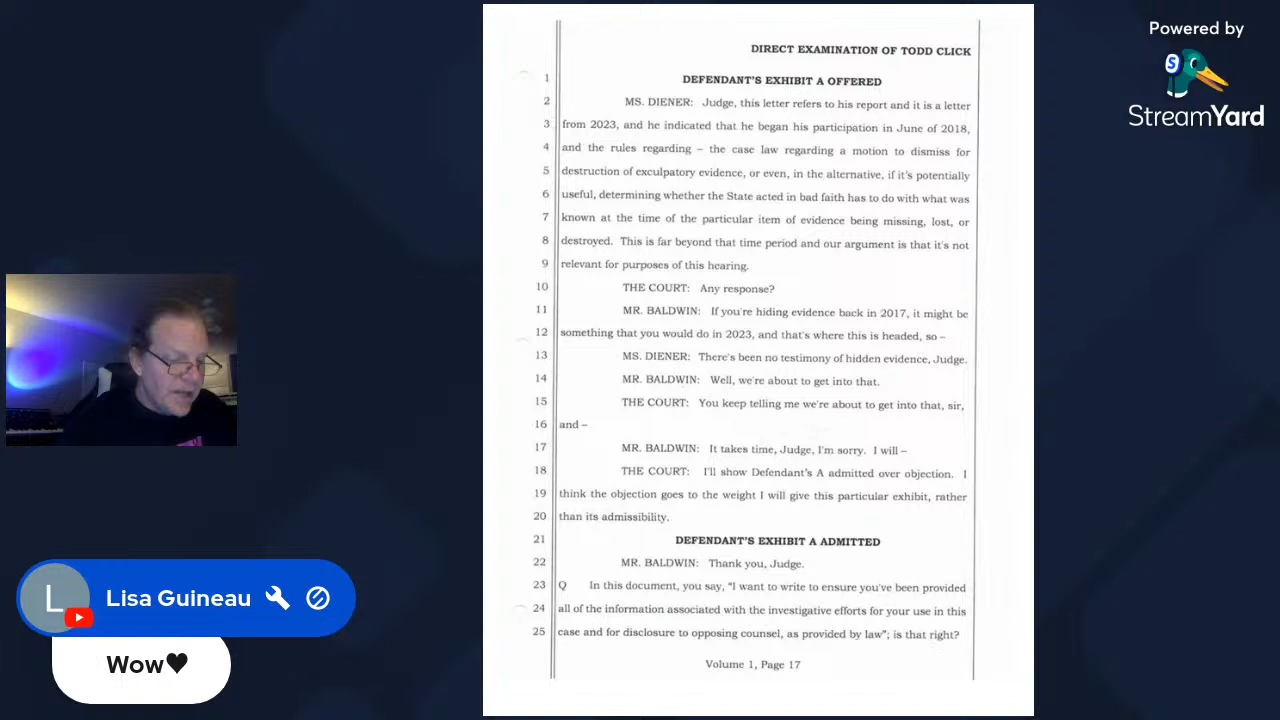 DIRECT EXAMINATION OF TODD CLICK
1 DEFENDANT'S EXHIBIT A OFFERED
2 MS. DIENER: Judge, this letter refers to his report and it is a letter
3 from 2023, and he indicated that he began his participation in June of 2018,
4 and the rules regarding – the case law regarding a motion to dismiss for
5 destruction of exculpatory evidence, or even, in the alternative, if it's potentially
6 useful, determining whether the State acted in bad faith has to do with what was
7 known at the time of the particular item of evidence being missing, lost, or
8 destroyed. This is far beyond that time period and our argument is that it's not
9 relevant for purposes of this hearing.
10 THE COURT: Any response?
11 MR. BALDWIN: If you're hiding evidence back in 2017, it might be
12 something that you would do in 2023, and that's where this is headed, so –
13 MS. DIENER: There's been no testimony of hidden evidence, Judge.
14 MR. BALDWIN: Well, we're about to get into that.
15 THE COURT: You keep telling me we're about to get into that, sir,
16 and –
17 MR. BALDWIN: It takes time, Judge, I'm sorry. I will –
18 THE COURT: I'll show Defendant's A admitted over objection. I
19 think the objection goes to the weight I will give this particular exhibit, rather
20 than its admissibility.
21 DEFENDANT'S EXHIBIT A ADMITTED
22 MR. BALDWIN: Thank you, Judge.
23 Q In this document, you say, "I want to write to ensure you've been provided
24 all of the information associated with the investigative efforts for your use in this
25 case and for disclosure to opposing counsel, as provided by law"; is that right?
Volume 1, Page 17
Powered by
S
StreamYard
L
Lisa Guineau
Wow♥